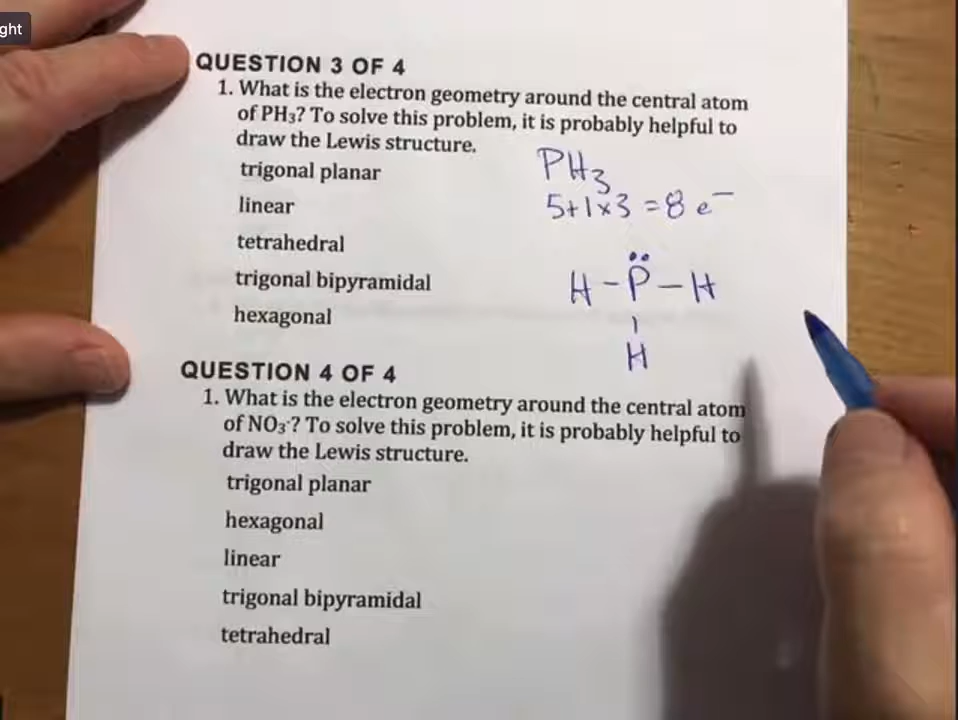 ght
QUESTION 3 OF 4
1. What is the electron geometry around the central atom
of PH₃? To solve this problem, it is probably helpful to
draw the Lewis structure.
trigonal planar
linear
tetrahedral
trigonal bipyramidal
hexagonal
PH₃
5+1×3 = 8 e⁻
H-P-H
H
QUESTION 4 OF 4
1. What is the electron geometry around the central atom
of NO₃⁻? To solve this problem, it is probably helpful to
draw the Lewis structure.
trigonal planar
hexagonal
linear
trigonal bipyramidal
tetrahedral